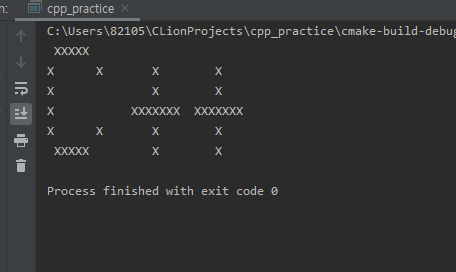 n:
cpp_practice
C:\Users\82105\CLionProjects\cpp_practice\cmake-build-debug
 XXXXX
X      X       X        X
X              X        X
X           XXXXXXX  XXXXXXX
X      X       X        X
 XXXXX         X        X
Process finished with exit code 0